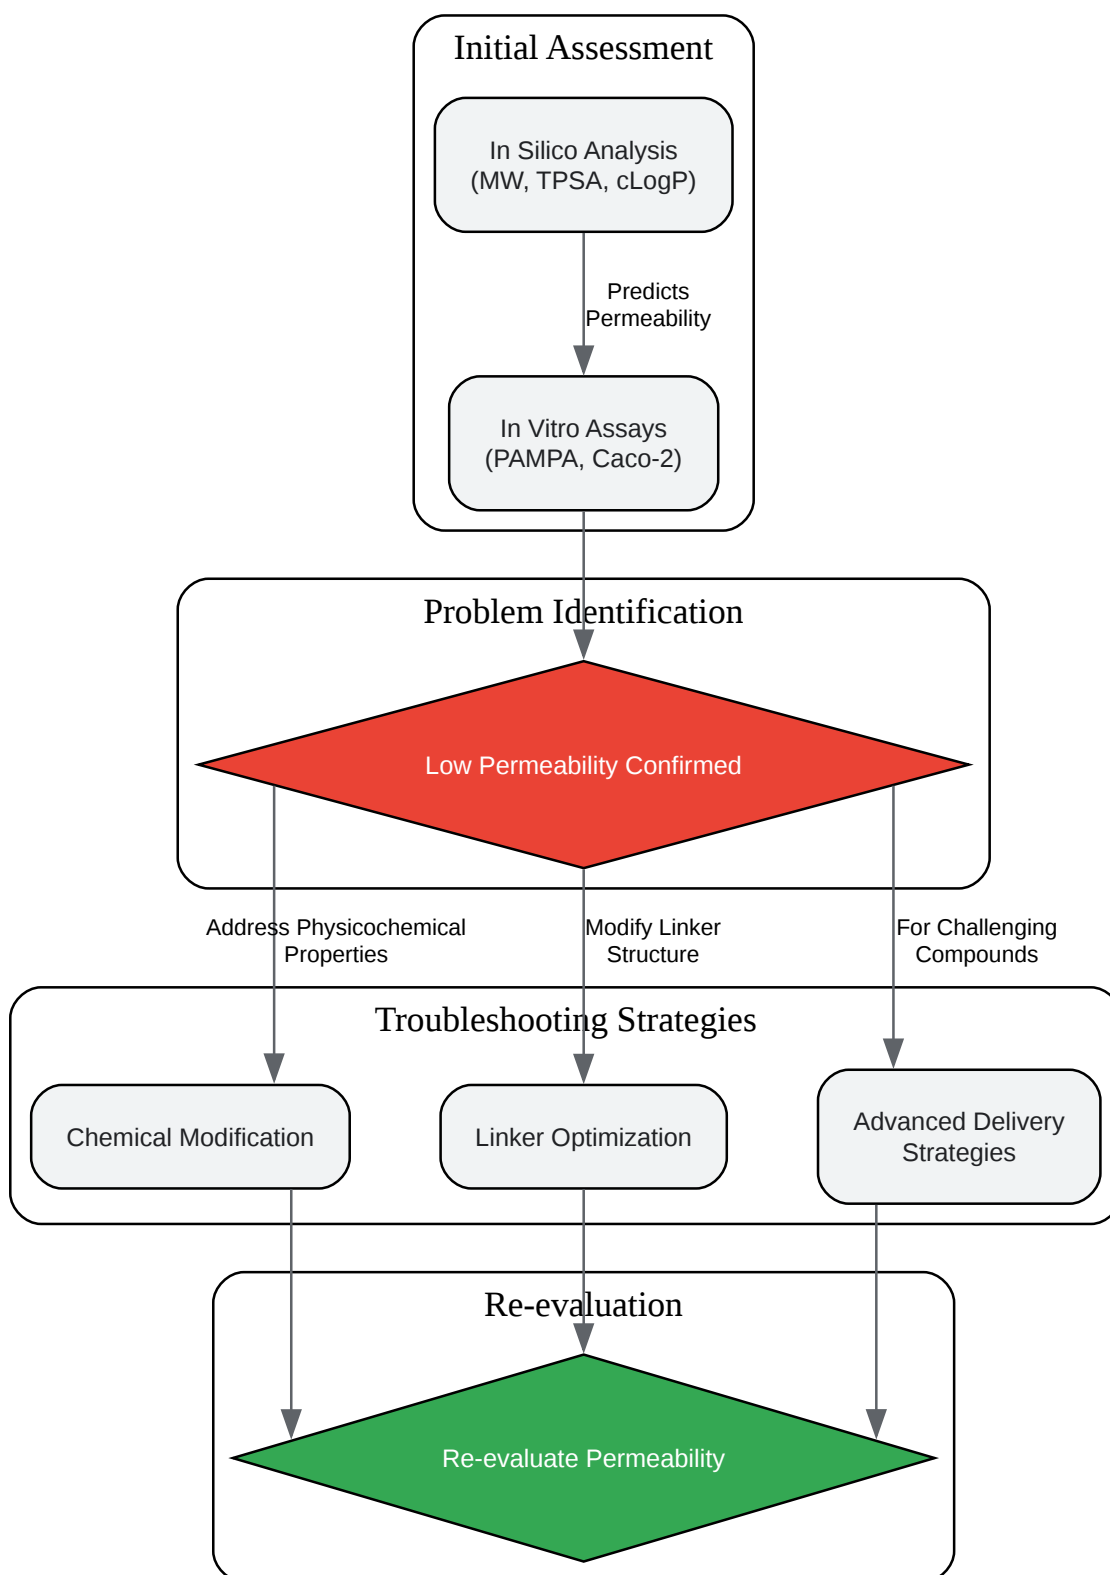 Initial Assessment
In Silico Analysis
(MW, TPSA, cLogP)
Predicts
Permeability
In Vitro Assays
(PAMPA, Caco-2)
Problem Identification
Low Permeability Confirmed
Address Physicochemical
Properties
Modify Linker
Structure
For Challenging
Compounds
Troubleshooting Strategies
Chemical Modification
Linker Optimization
Advanced Delivery
Strategies
Re-evaluation
Re-evaluate Permeability